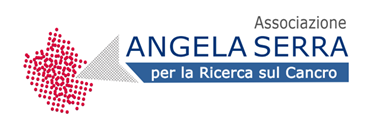 Associazione
ANGELA SERRA
per la Ricerca sul Cancro